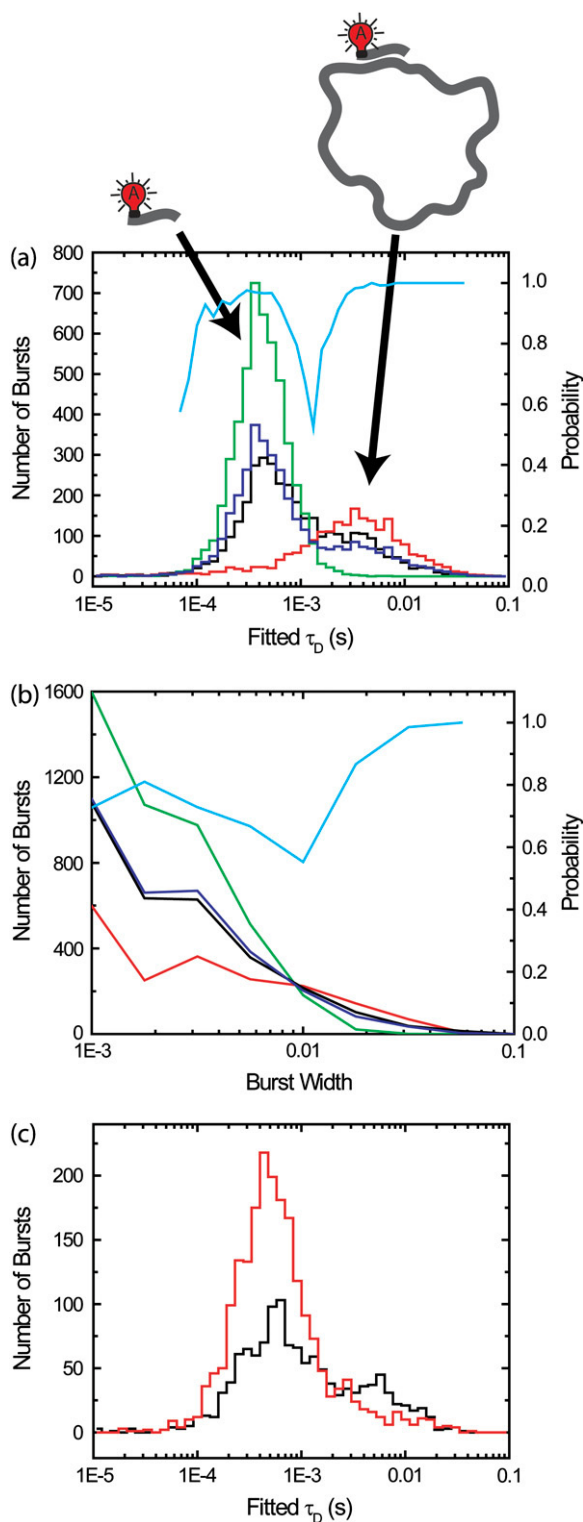 A
A
(a)
800
700
600
500
400
300
200
100
0
Number of Bursts
1.0
0.8
0.6
0.4
0.2
0.0
Probability
1E-5 1E-4 1E-3 0.01 0.1
Fitted τD (s)
(b)
1600
1200
800
400
0
Number of Bursts
1.0
0.8
0.6
0.4
0.2
0.0
Probability
1E-3 0.01 0.1
Burst Width
(c)
200
150
100
50
0
Number of Bursts
1E-5 1E-4 1E-3 0.01 0.1
Fitted τD (s)